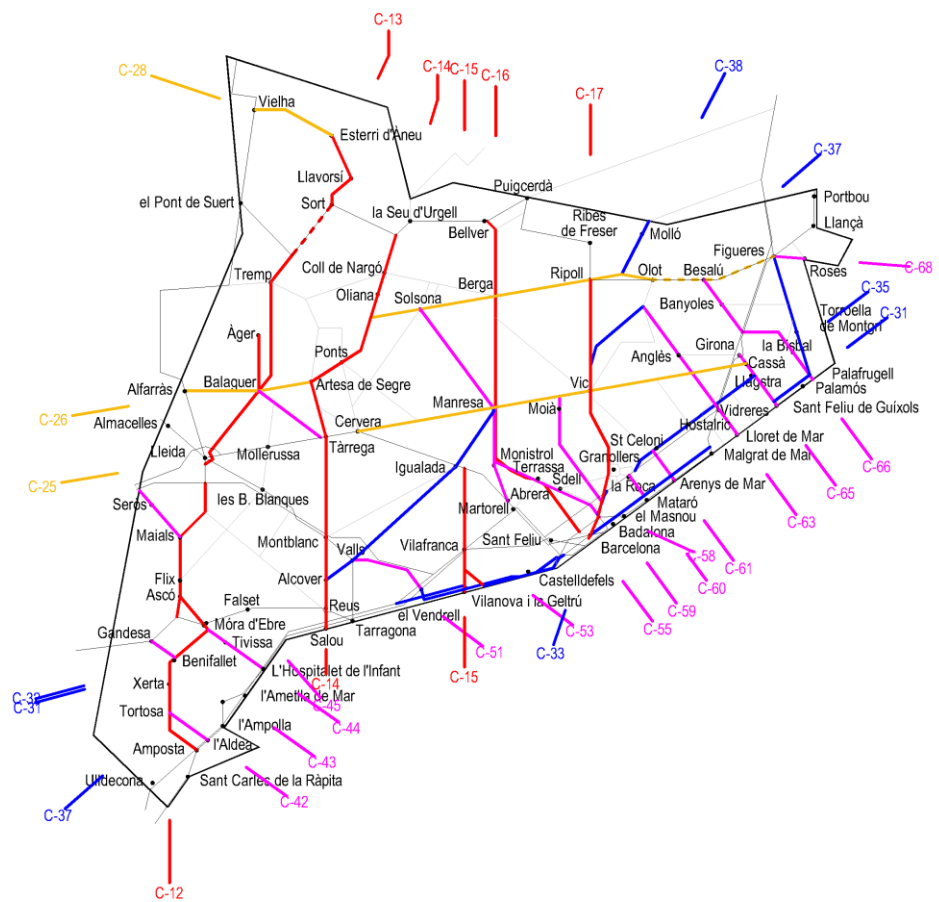 C-13
C-14
C-15
C-16
C-17
C-38
C-28
C-37
Vielha
Esterri d'Àneu
Llavorsí
Sort
el Pont de Suert
Puigcerdà
la Seu d'Urgell
Bellver
Ribes
de Freser
Molló
Portbou
Llançà
Figueres
Roses
C-68
Tremp
Coll de Nargó
Oliana
Solsona
Berga
Ripoll
Olot
Besalú
Banyoles
C-35
C-31
Torroella
de Montgrí
Àger
Ponts
Anglès
Girona
la Bisbal
Cassà
Llagstra
Palafrugell
Palamós
Alfarràs
Balaguer
Artesa de Segre
Vic
Manresa
Moià
Vidreres
Sant Feliu de Guíxols
C-26
Almacelles
Cervera
Hostalric
Lloret de Mar
Malgrat de Mar
C-66
Lleida
Mollerussa
Tàrrega
Igualada
Monistrol
Terrassa
Sdell
St Celoni
Granollers
la Roca
Arenys de Mar
C-65
C-25
Seròs
les B. Blanques
Abrera
Martorell
Mataró
el Masnou
Badalona
Barcelona
C-63
Maials
Montblanc
Valls
Vilafranca
Sant Feliu
C-58
C-61
C-60
Flix
Ascó
Alcover
Castelldefels
Falset
Reus
el Vendrell
Vilanova i la Geltrú
C-59
C-55
Gandesa
Móra d'Ebre
Tivissa
Salou
Tarragona
C-53
C-51
C-33
Benifallet
L'Hospitalet de l'Infant
C-14
C-15
Xerta
l'Ametlla de Mar
C-45
C-44
C-32
C-31
Tortosa
l'Ampolla
Amposta
l'Aldea
C-43
Ulldecona
Sant Carles de la Ràpita
C-42
C-37
C-12